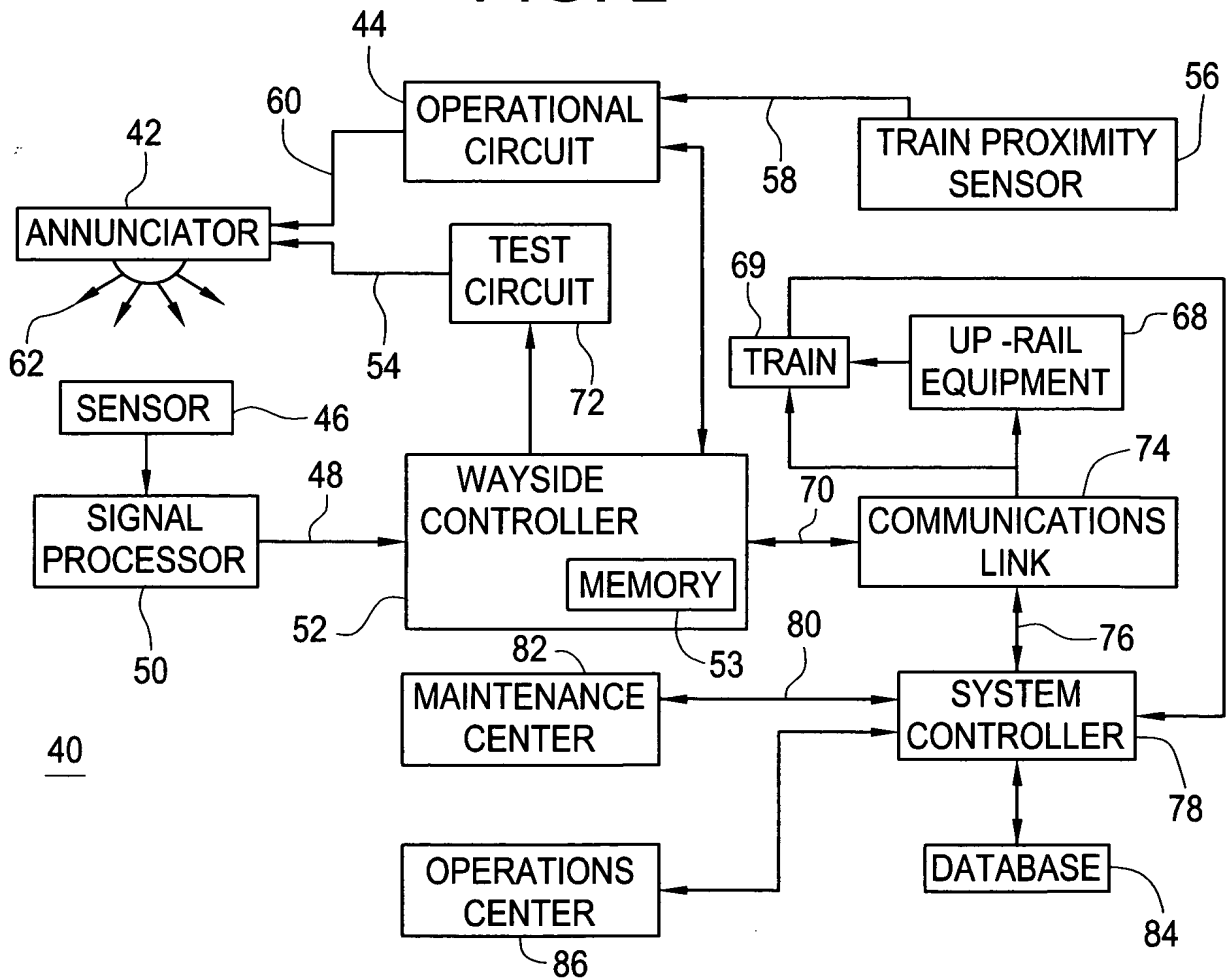 44
OPERATIONAL
CIRCUIT
60
42
ANNUNCIATOR
58
56
TRAIN PROXIMITY
SENSOR
TEST
CIRCUIT
54
72
62
69
TRAIN
68
UP -RAIL
EQUIPMENT
SENSOR
46
SIGNAL
PROCESSOR
48
50
WAYSIDE
CONTROLLER
MEMORY
52
53
70
74
COMMUNICATIONS
LINK
76
82
MAINTENANCE
CENTER
80
SYSTEM
CONTROLLER
78
40
OPERATIONS
CENTER
86
DATABASE
84